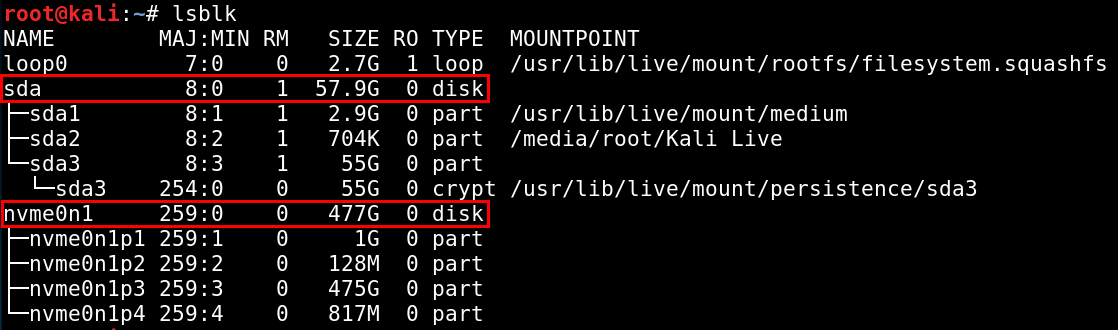 root@kali:~# lsblk
NAME        MAJ:MIN RM   SIZE RO TYPE  MOUNTPOINT
loop0         7:0    0   2.7G  1 loop  /usr/lib/live/mount/rootfs/filesystem.squashfs
sda           8:0    1  57.9G  0 disk
├─sda1        8:1    1   2.9G  0 part  /usr/lib/live/mount/medium
├─sda2        8:2    1   704K  0 part  /media/root/Kali Live
└─sda3        8:3    1    55G  0 part
  └─sda3    254:0    0    55G  0 crypt /usr/lib/live/mount/persistence/sda3
nvme0n1     259:0    0   477G  0 disk
├─nvme0n1p1 259:1    0     1G  0 part
├─nvme0n1p2 259:2    0   128M  0 part
├─nvme0n1p3 259:3    0   475G  0 part
└─nvme0n1p4 259:4    0   817M  0 part